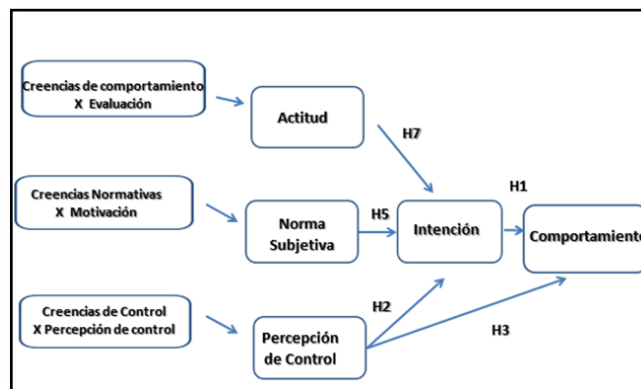 Creencias de comportamiento
X Evaluación
Actitud
H7
Creencias Normativas
X Motivación
Norma
Subjetiva
H5
Intención
H1
Comportamiento
Creencias de Control
X Percepción de control
Percepción
de Control
H2
H3